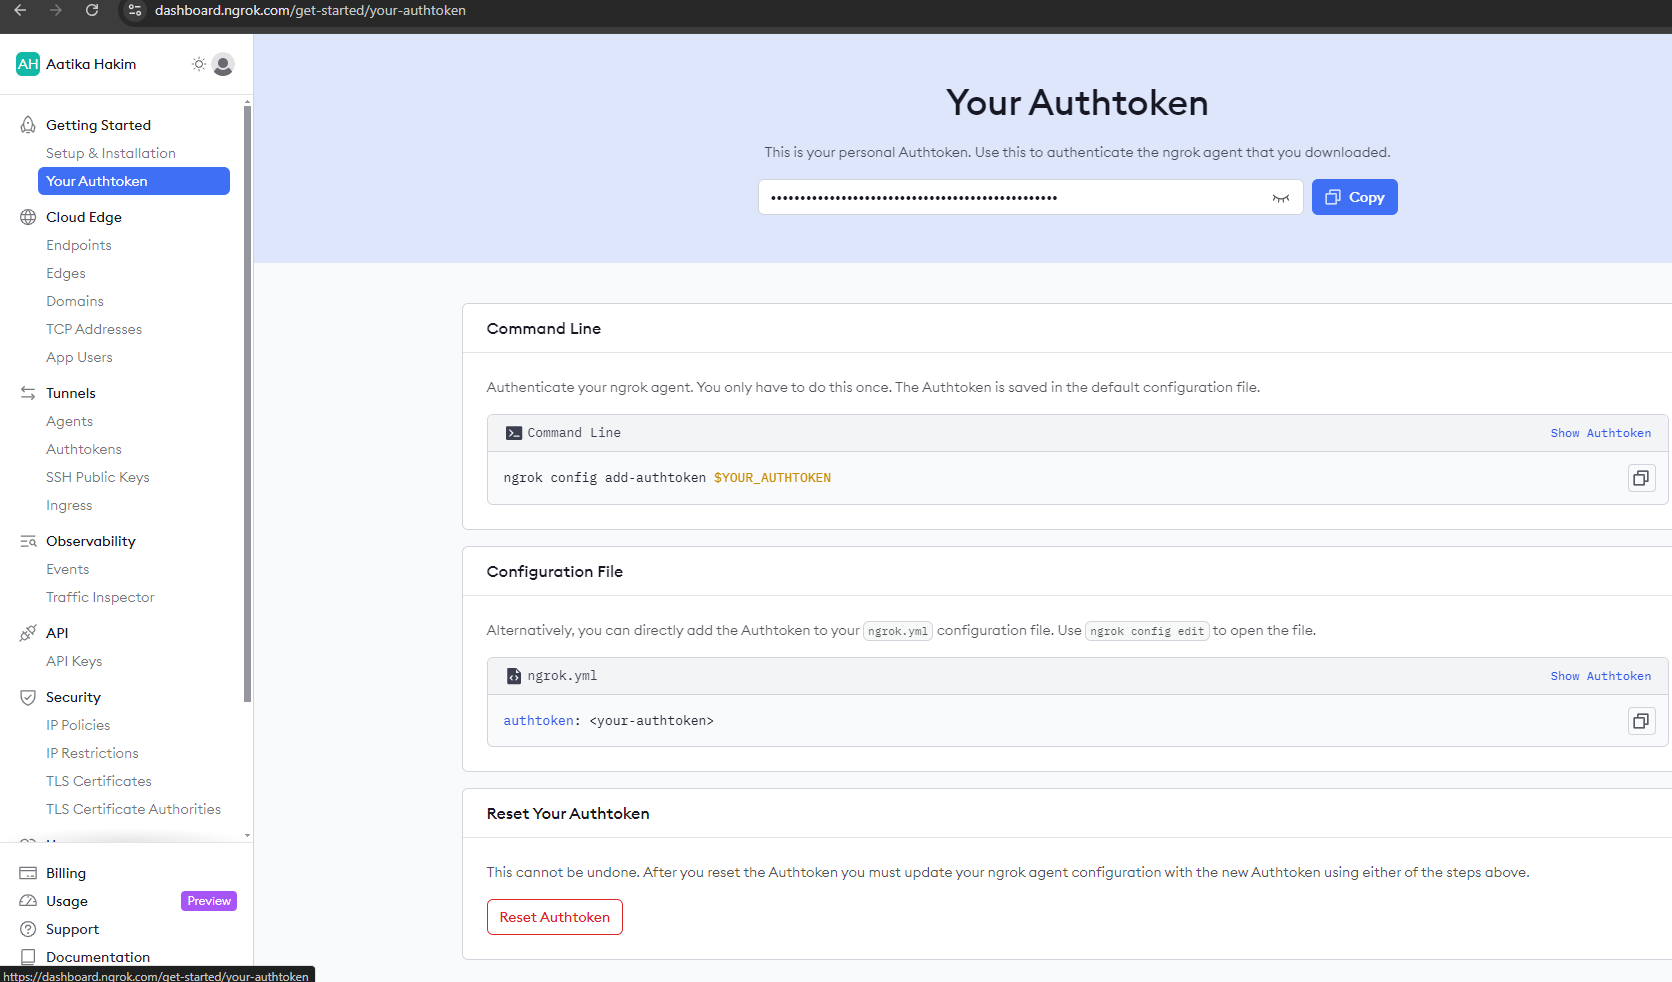 dashboard.ngrok.com/get-started/your-authtoken
AH Aatika Hakim
Getting Started
Setup & Installation
Your Authtoken
Cloud Edge
Endpoints
Edges
Domains
TCP Addresses
App Users
Tunnels
Agents
Authtokens
SSH Public Keys
Ingress
Observability
Events
Traffic Inspector
API
API Keys
Security
IP Policies
IP Restrictions
TLS Certificates
TLS Certificate Authorities
Billing
Usage Preview
Support
Documentation
https://dashboard.ngrok.com/get-started/your-authtoken
Your Authtoken
This is your personal Authtoken. Use this to authenticate the ngrok agent that you downloaded.
Copy
Command Line
Authenticate your ngrok agent. You only have to do this once. The Authtoken is saved in the default configuration file.
Command Line Show Authtoken
ngrok config add-authtoken $YOUR_AUTHTOKEN
Configuration File
Alternatively, you can directly add the Authtoken to your ngrok.yml configuration file. Use ngrok config edit to open the file.
ngrok.yml Show Authtoken
authtoken: <your-authtoken>
Reset Your Authtoken
This cannot be undone. After you reset the Authtoken you must update your ngrok agent configuration with the new Authtoken using either of the steps above.
Reset Authtoken